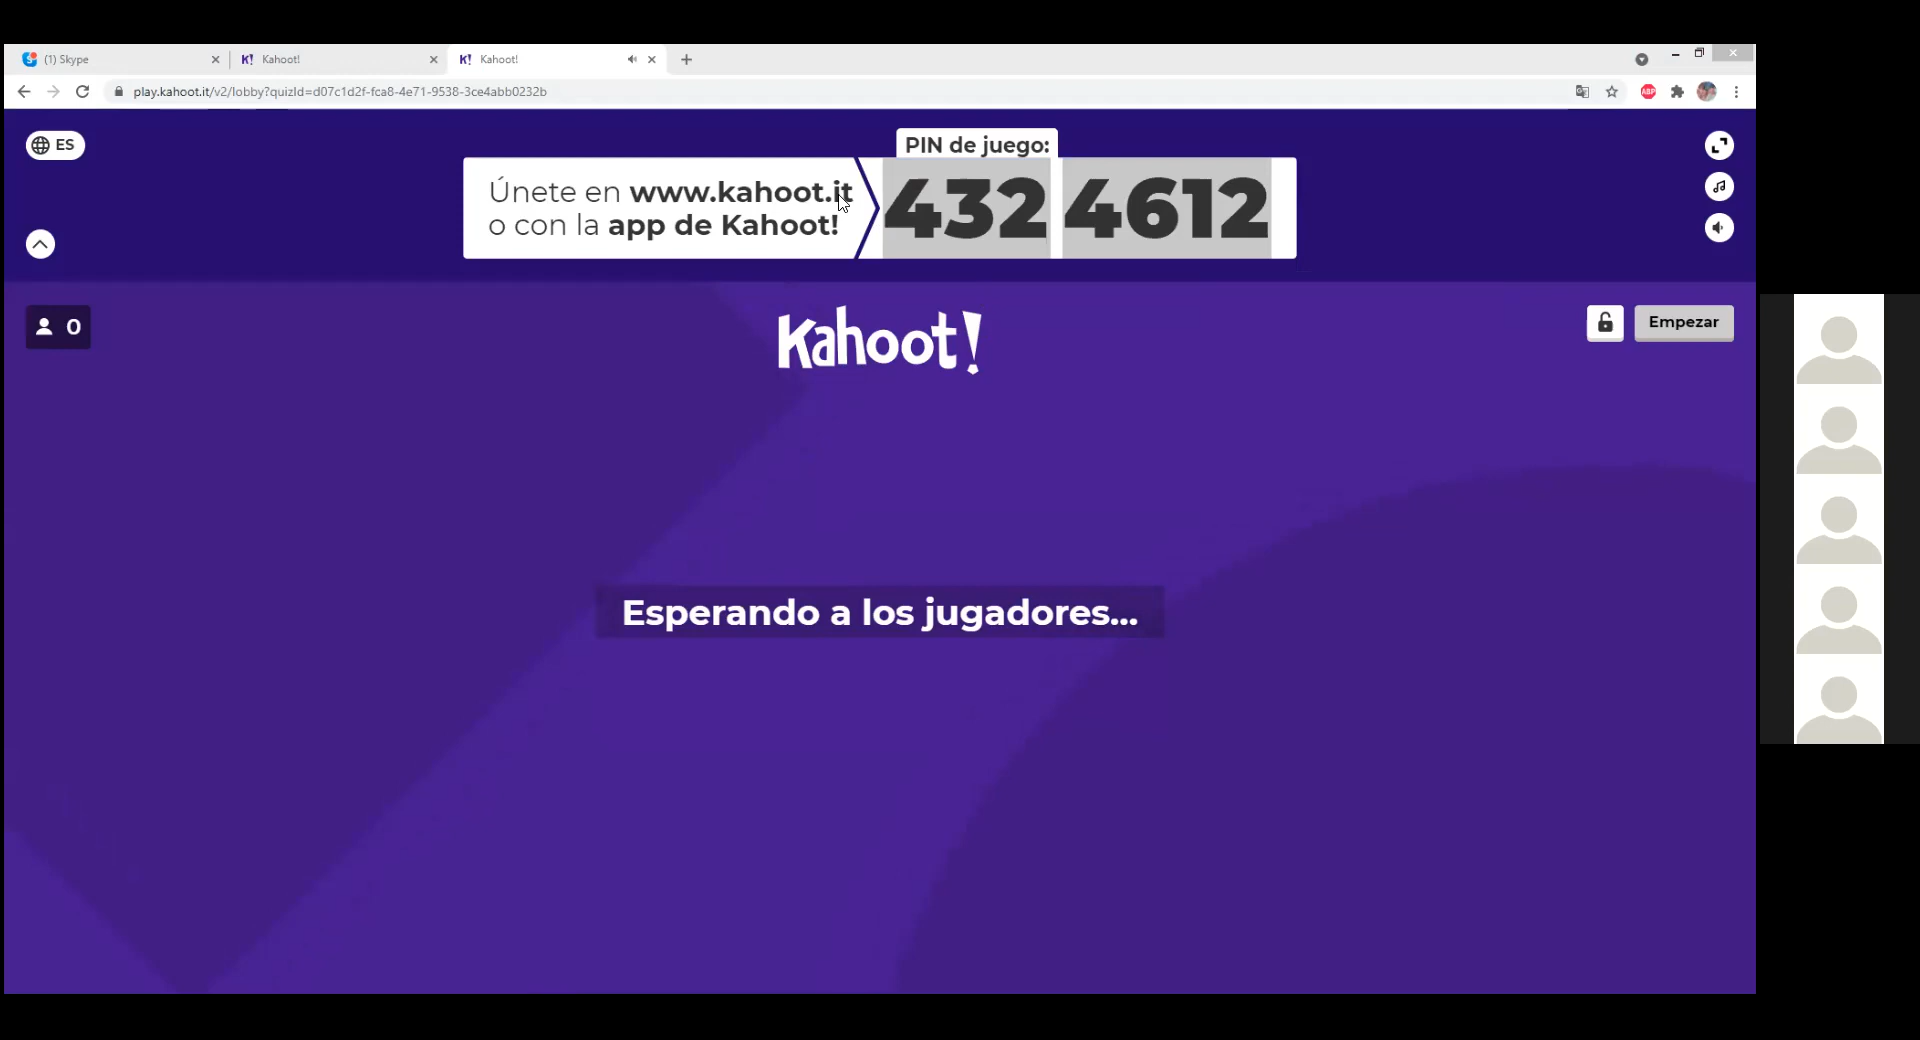 (1) Skype
Kahoot!
Kahoot!
play.kahoot.it/v2/lobby?quizId=d07c1d2f-fca8-4e71-9538-3ce4abb0232b
ABP
ES
PIN de juego:
Únete en www.kahoot.it
o con la app de Kahoot!
432 4612
0
Kahoot!
Empezar
Esperando a los jugadores...